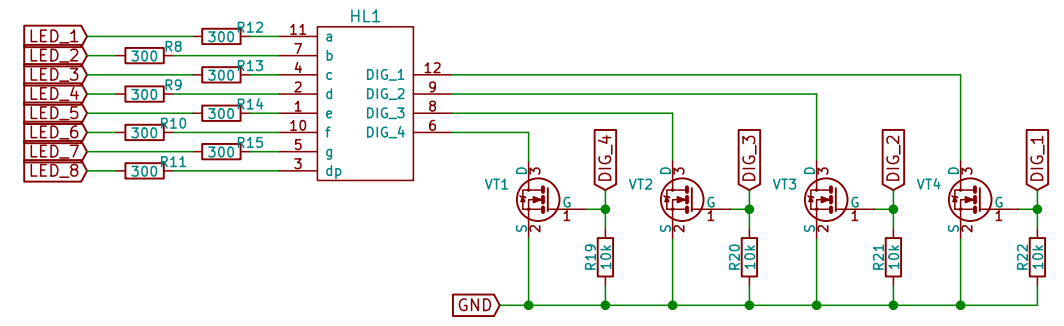 HL1
LED_1 300 R12 11 a
LED_2 300 R8 7 b
LED_3 300 R13 4 c DIG_1 12
LED_4 300 R9 2 d DIG_2 9
LED_5 300 R14 1 e DIG_3 8
LED_6 300 R10 10 f DIG_4 6
LED_7 300 R15 5 g
LED_8 300 R11 3 dp
DIG_4 DIG_3 DIG_2 DIG_1
VT1 D 3 G 1 S 2
VT2 D 3 G 1 S 2
VT3 D 3 G 1 S 2
VT4 D 3 G 1 S 2
R19 10k R20 10k R21 10k R22 10k
GND